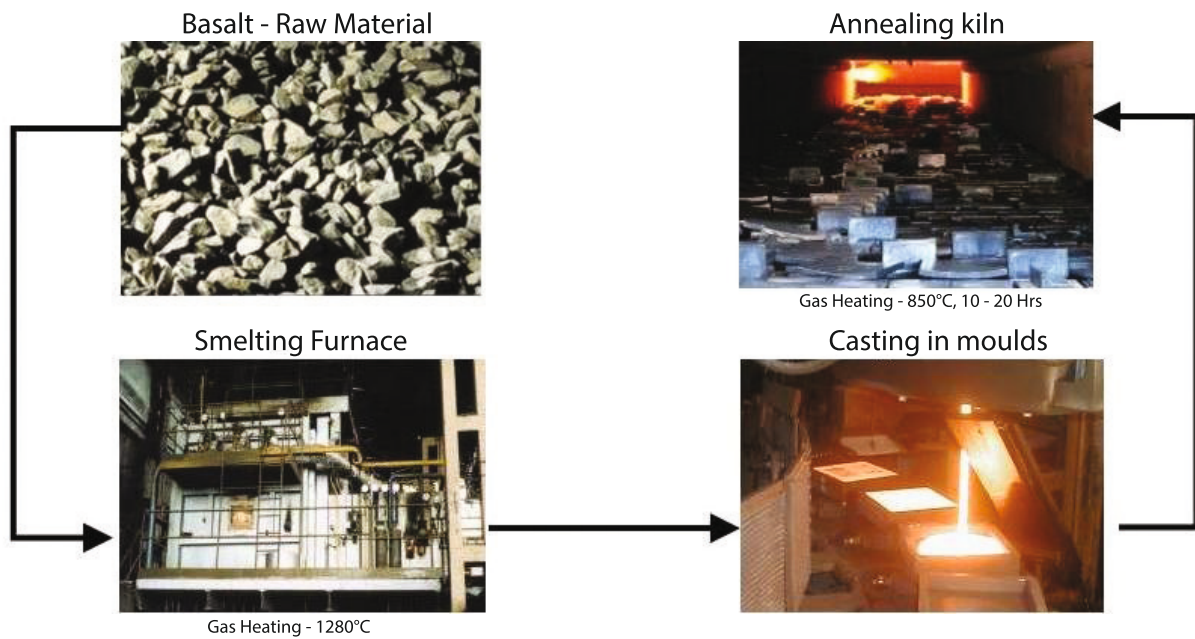 Basalt - Raw Material
Annealing kiln
Gas Heating - 850°C, 10 - 20 Hrs
Smelting Furnace
Casting in moulds
Gas Heating - 1280°C